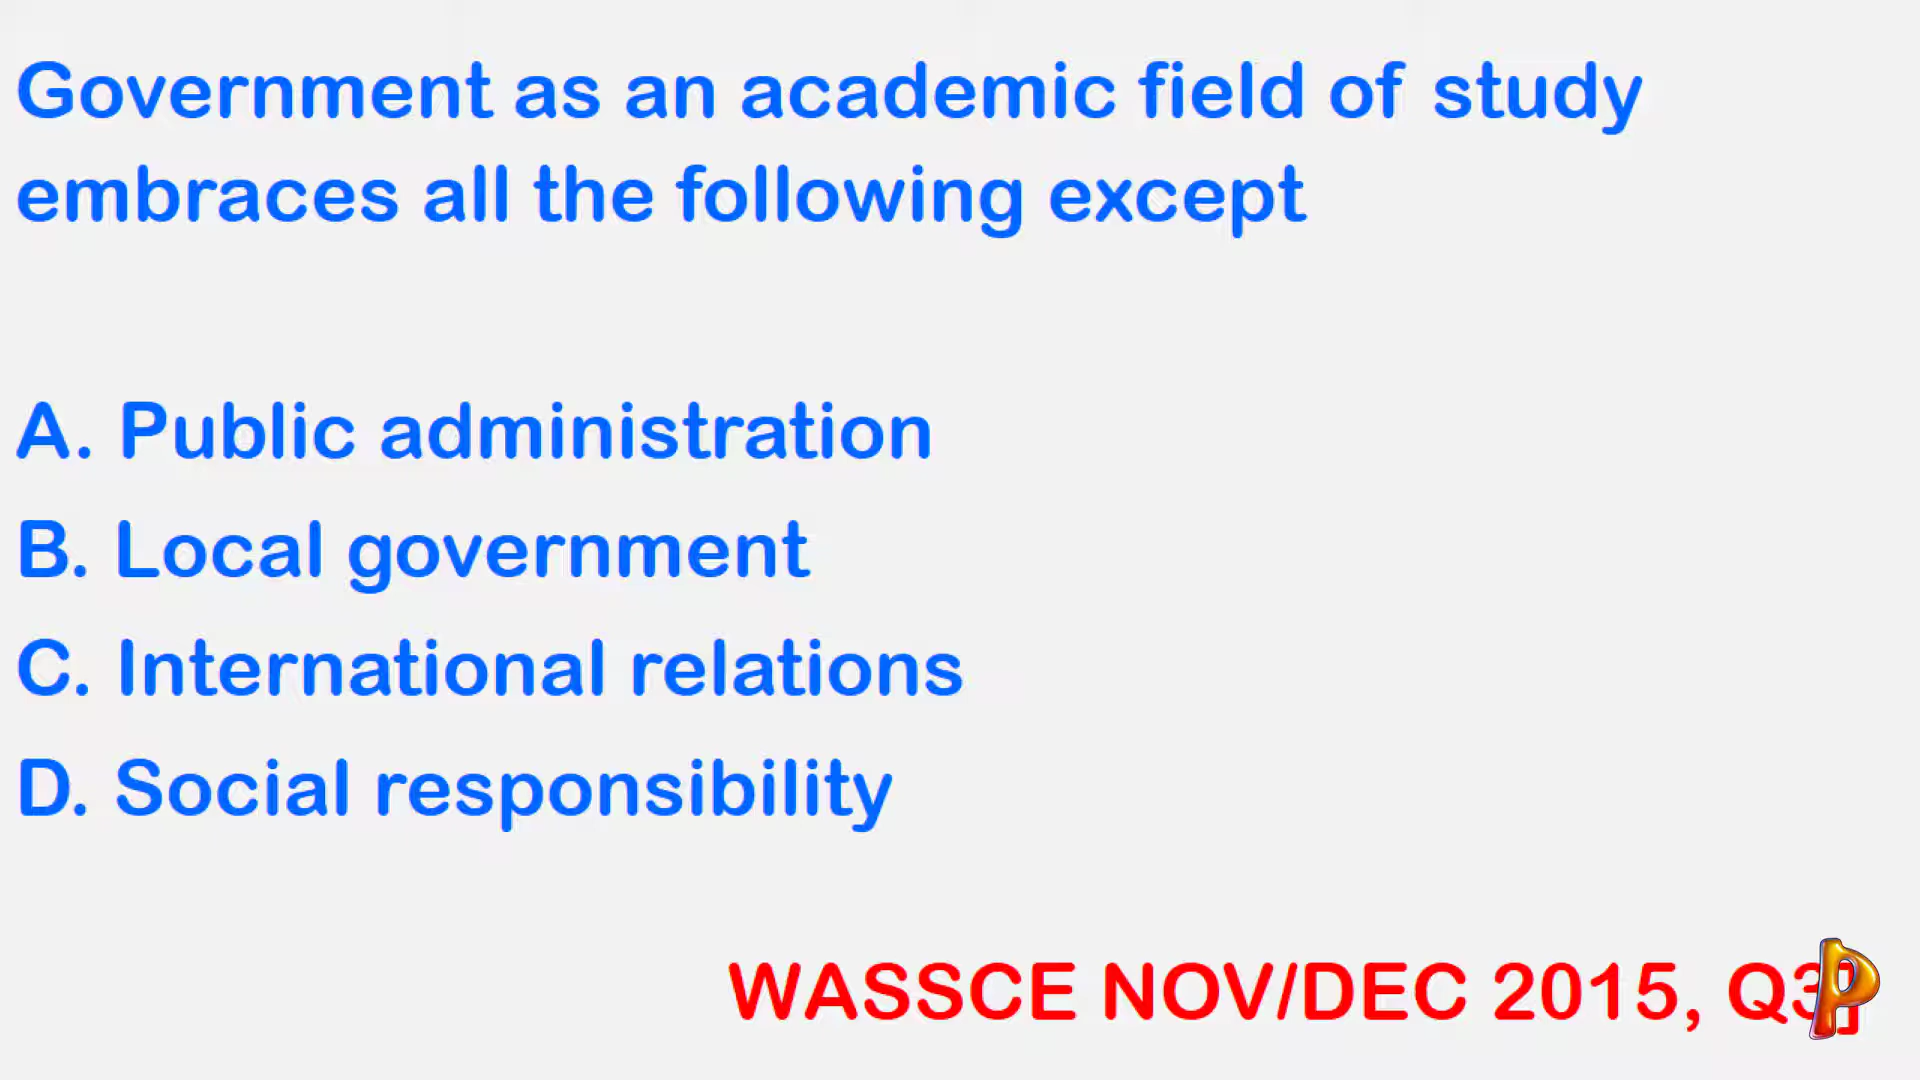 Government as an academic field of study
embraces all the following except
A. Public administration
B. Local government
C. International relations
D. Social responsibility
WASSCE NOV/DEC 2015, Q3]